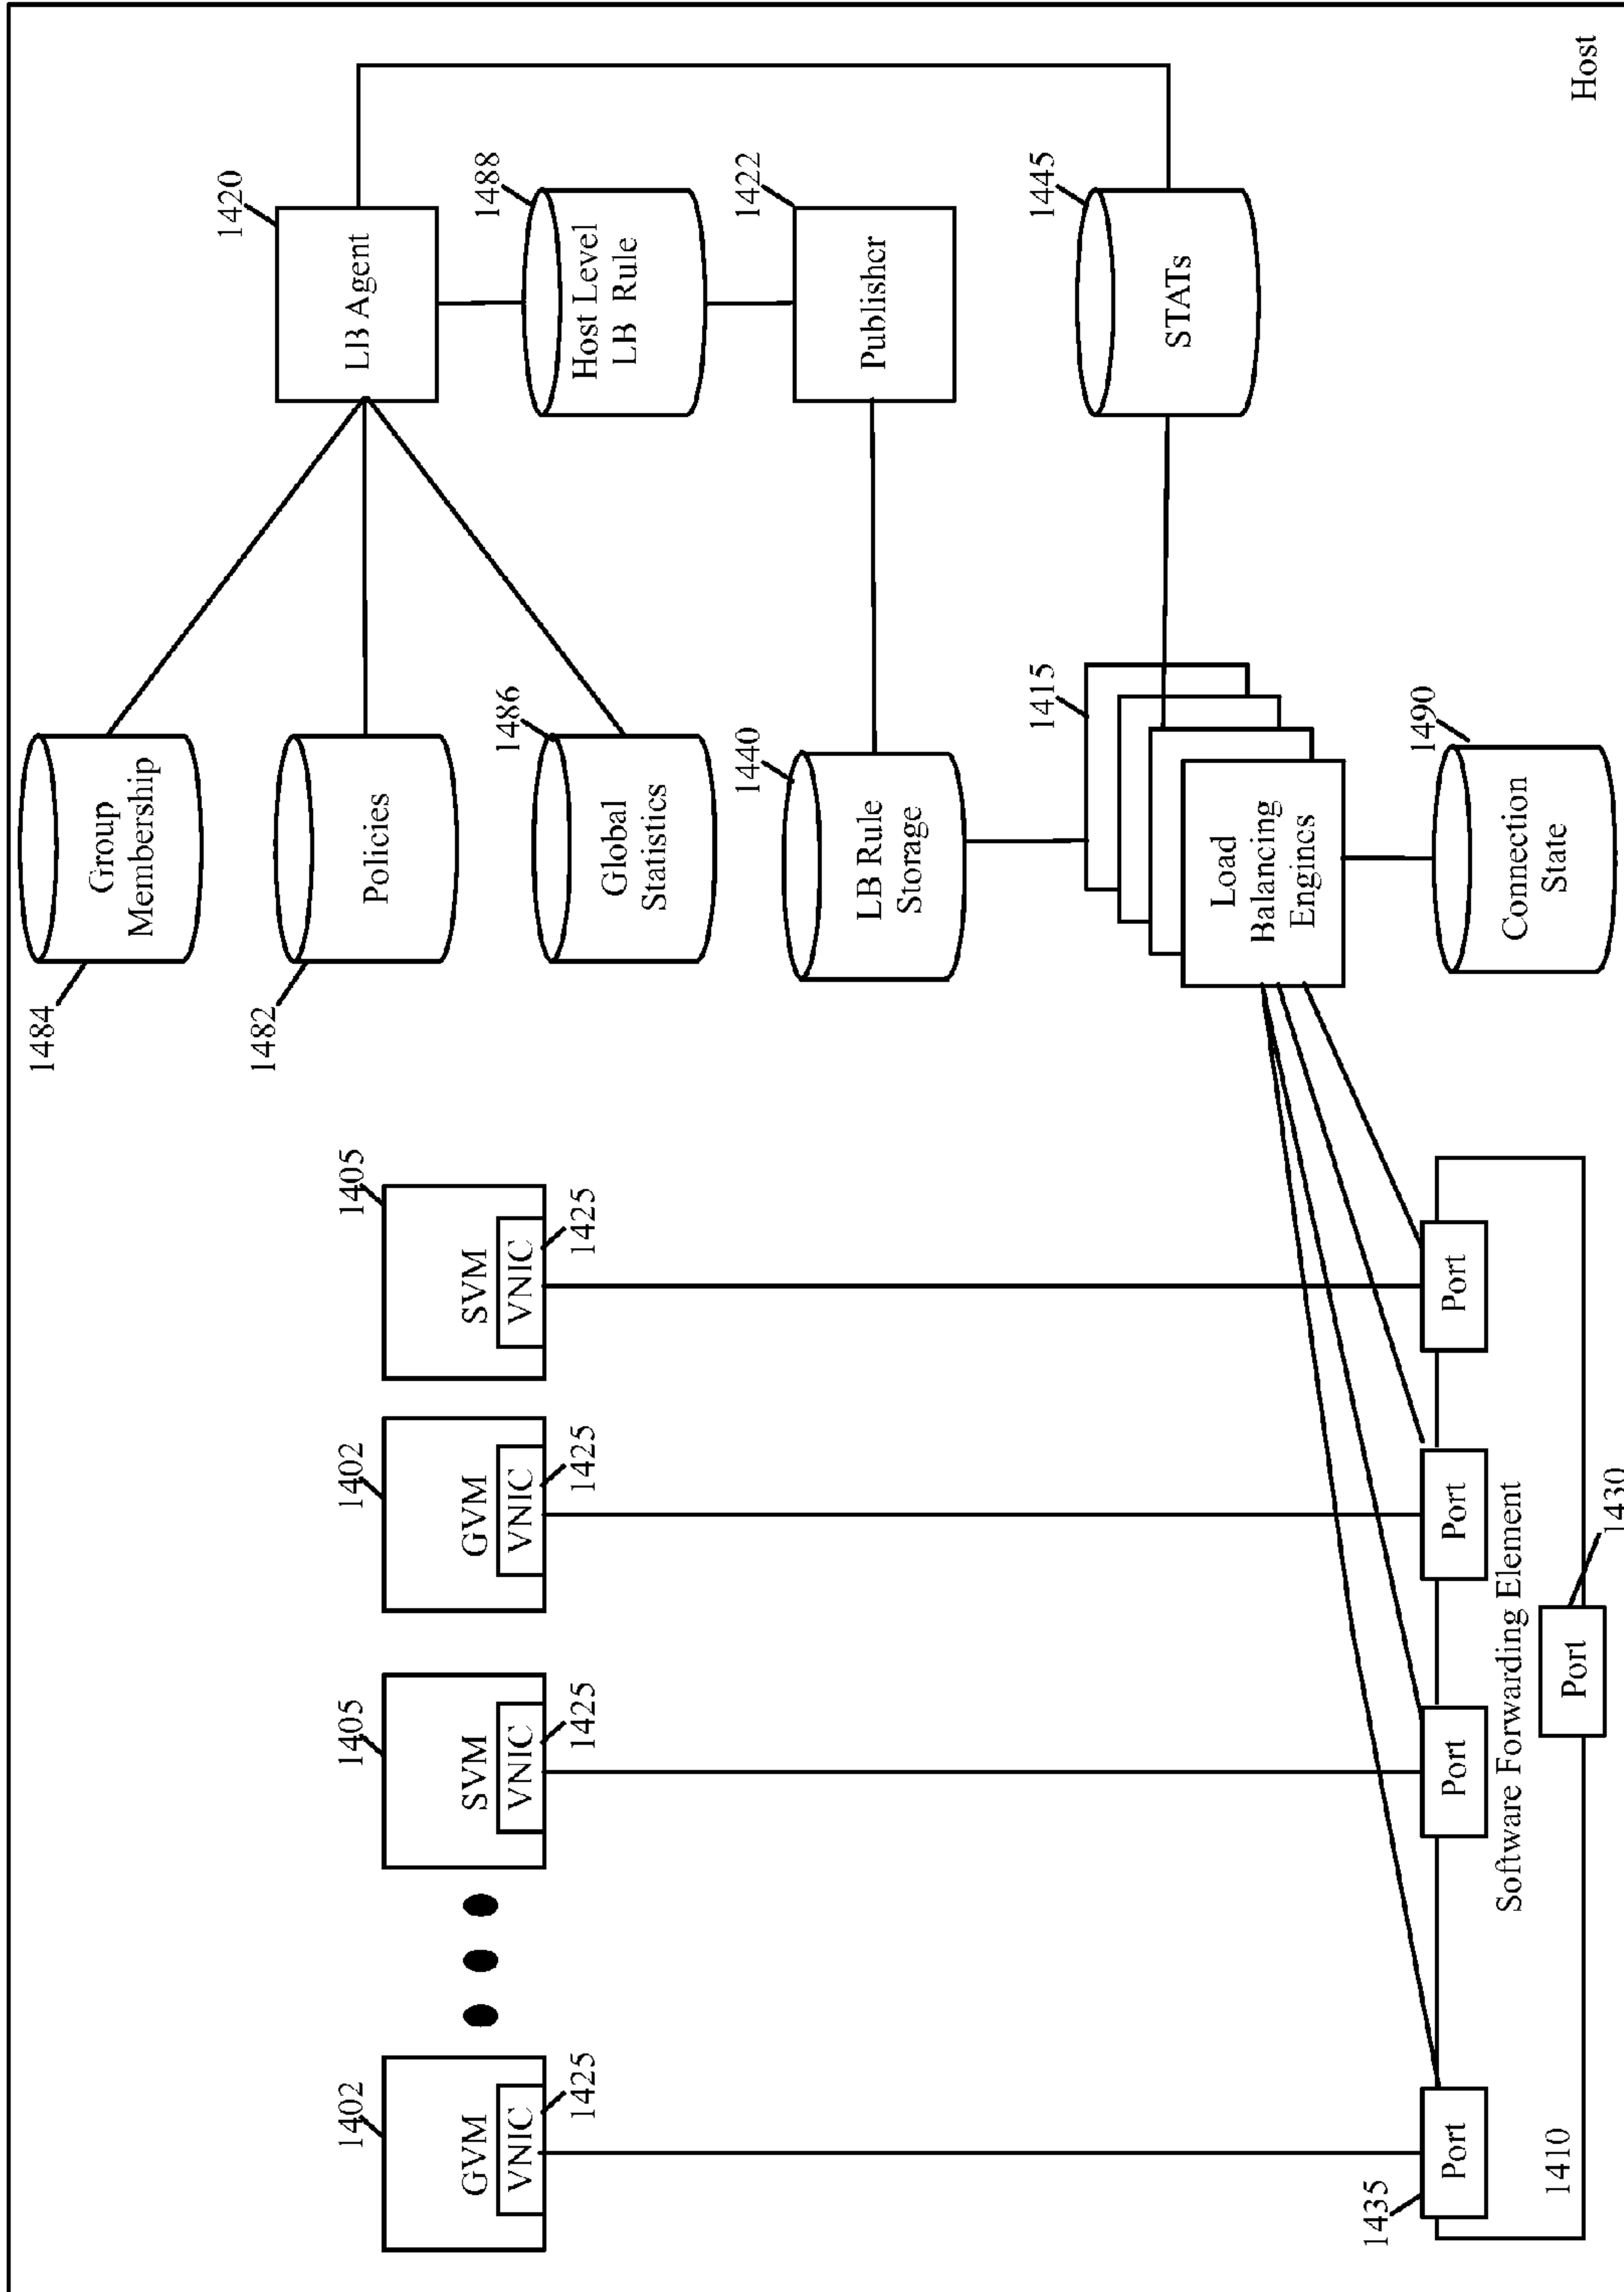 1484
Group
Membership
1420
LB Agent
1482
Policies
1402
GVM
VNIC
1425
1405
SVM
VNIC
1425
1402
GVM
VNIC
1425
1405
SVM
VNIC
1425
1486
Global
Statistics
1488
Host Level
LB Rule
1440
LB Rule
Storage
1422
Publisher
1415
Load
Balancing
Engines
1445
STATs
1435
Port
Port
Port
Port
Software Forwarding Element
1410
Port
1430
1490
Connection
State
Host